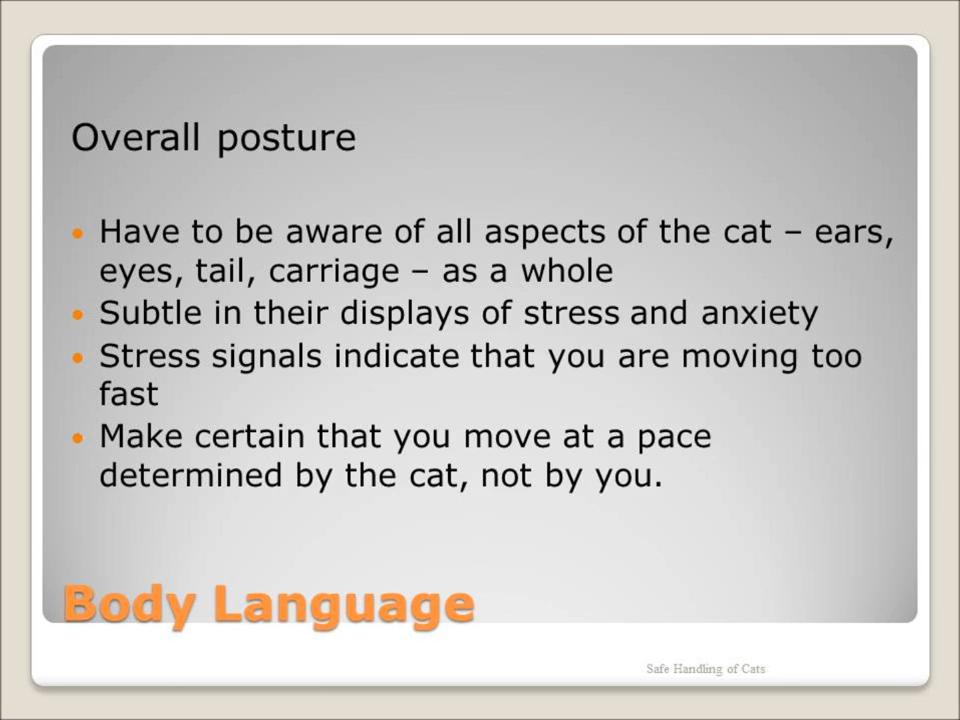 Overall posture
• Have to be aware of all aspects of the cat – ears,
eyes, tail, carriage – as a whole
• Subtle in their displays of stress and anxiety
• Stress signals indicate that you are moving too
fast
• Make certain that you move at a pace
determined by the cat, not by you.
Body Language
Safe Handling of Cats